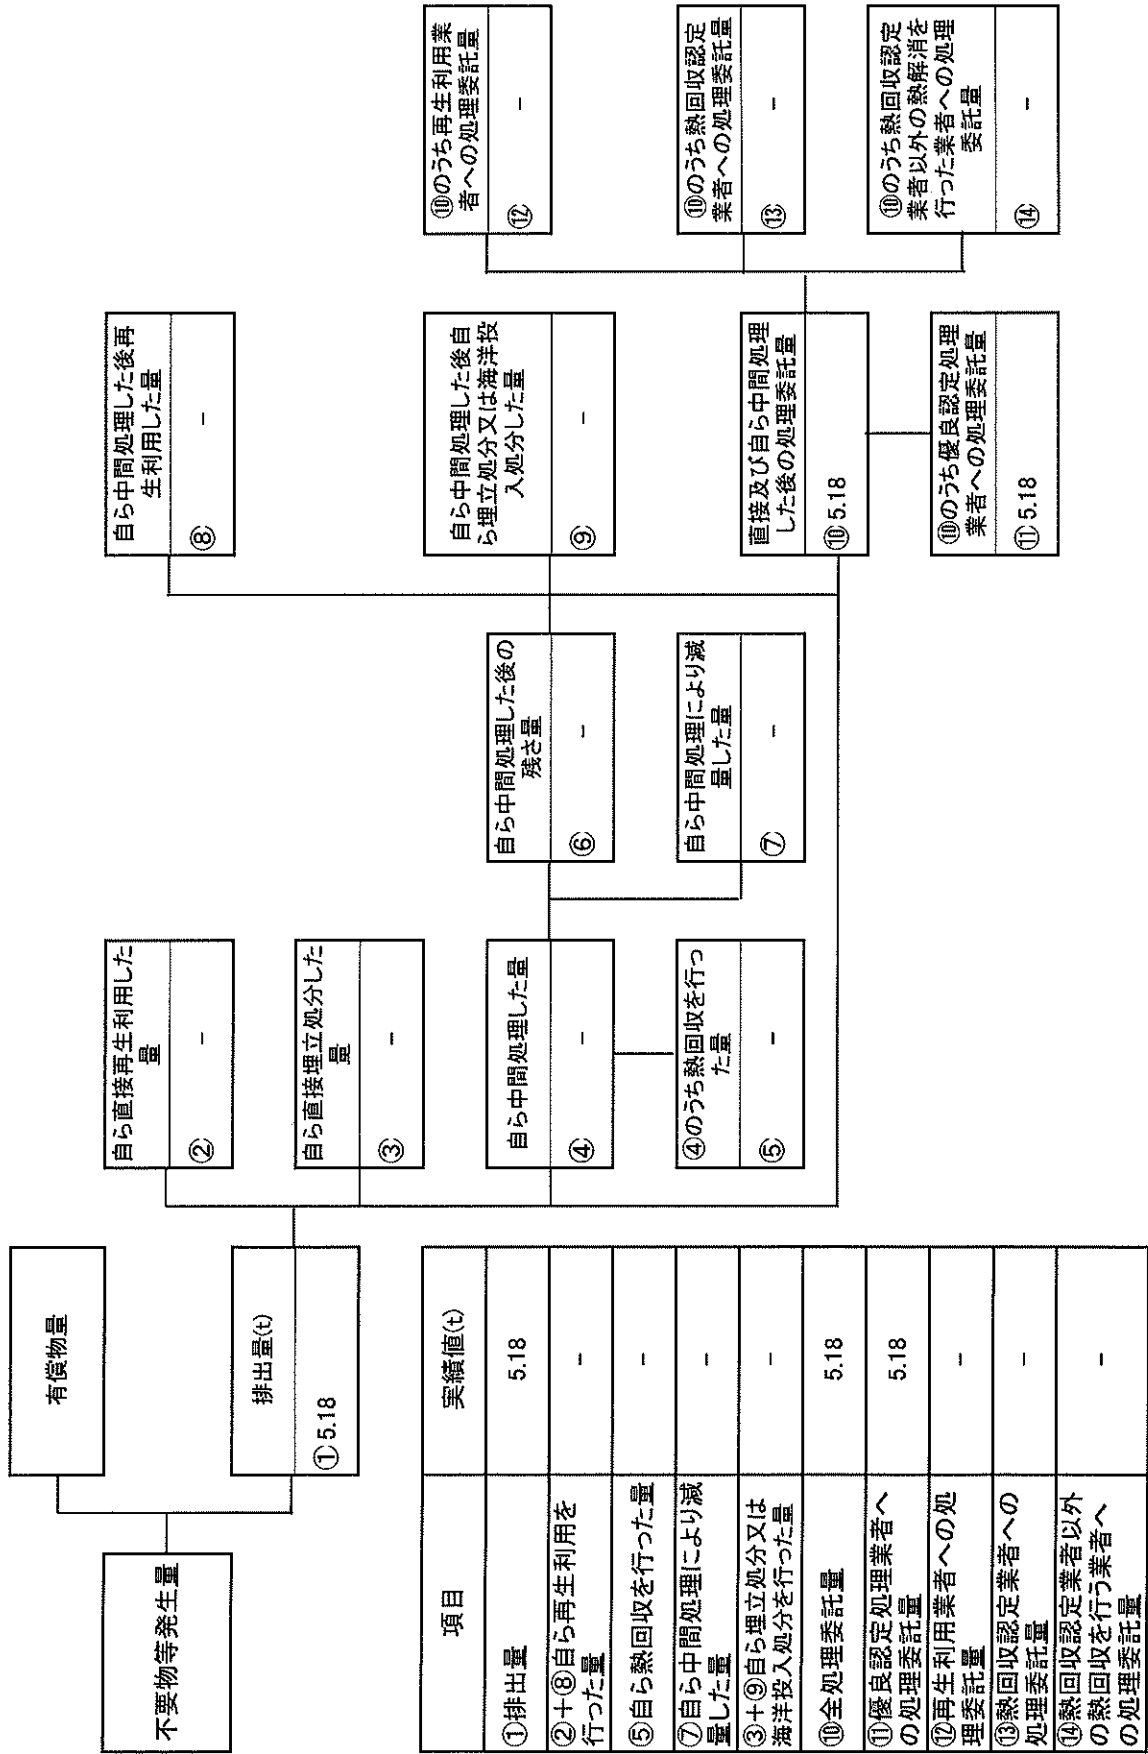 不要物等発生量
有償物量
排出量(t)
① 5.18
自ら直接再生利用した
量
② －
自ら直接埋立処分した
量
③ －
自ら中間処理した量
④ －
④のうち熱回収を行っ
た量
⑤ －
自ら中間処理した後の
残さ量
⑥ －
自ら中間処理により減
量した量
⑦ －
自ら中間処理した後再
生利用した量
⑧ －
自ら中間処理した後自
ら埋立処分又は海洋投
入処分した量
⑨ －
直接及び自ら中間処理
した後の処理委託量
⑩ 5.18
⑩のうち優良認定処理
業者への処理委託量
⑪ 5.18
⑩のうち再生利用業
者への処理委託量
⑫ －
⑩のうち熱回収認定
業者への処理委託量
⑬ －
⑩のうち熱回収認定
業者以外の熱解消を
行った業者への処理
委託量
⑭ －
項目 実績値(t)
①排出量 5.18
②＋⑧自ら再生利用を
行った量 －
⑤自ら熱回収を行った量 －
⑦自ら中間処理により減
量した量 －
③＋⑨自ら埋立処分又は
海洋投入処分を行った量 －
⑩全処理委託量 5.18
⑪優良認定処理業者へ
の処理委託量 5.18
⑫再生利用業者への処
理委託量 －
⑬熱回収認定業者への
処理委託量 －
⑭熱回収認定業者以外
の熱回収を行う業者へ
の処理委託量 －